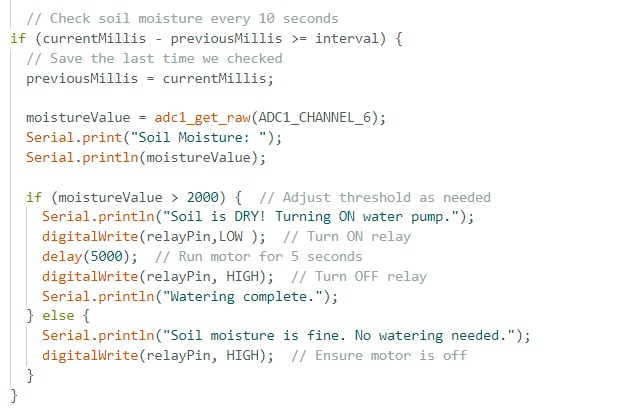 // Check soil moisture every 10 seconds
if (currentMillis - previousMillis >= interval) {
// Save the last time we checked
previousMillis = currentMillis;
moistureValue = adc1_get_raw(ADC1_CHANNEL_6);
Serial.print("Soil Moisture: ");
Serial.println(moistureValue);
if (moistureValue > 2000) {  // Adjust threshold as needed
Serial.println("Soil is DRY! Turning ON water pump.");
digitalWrite(relayPin,LOW );  // Turn ON relay
delay(5000);  // Run motor for 5 seconds
digitalWrite(relayPin, HIGH);  // Turn OFF relay
Serial.println("Watering complete.");
} else {
Serial.println("Soil moisture is fine. No watering needed.");
digitalWrite(relayPin, HIGH);  // Ensure motor is off
}
}